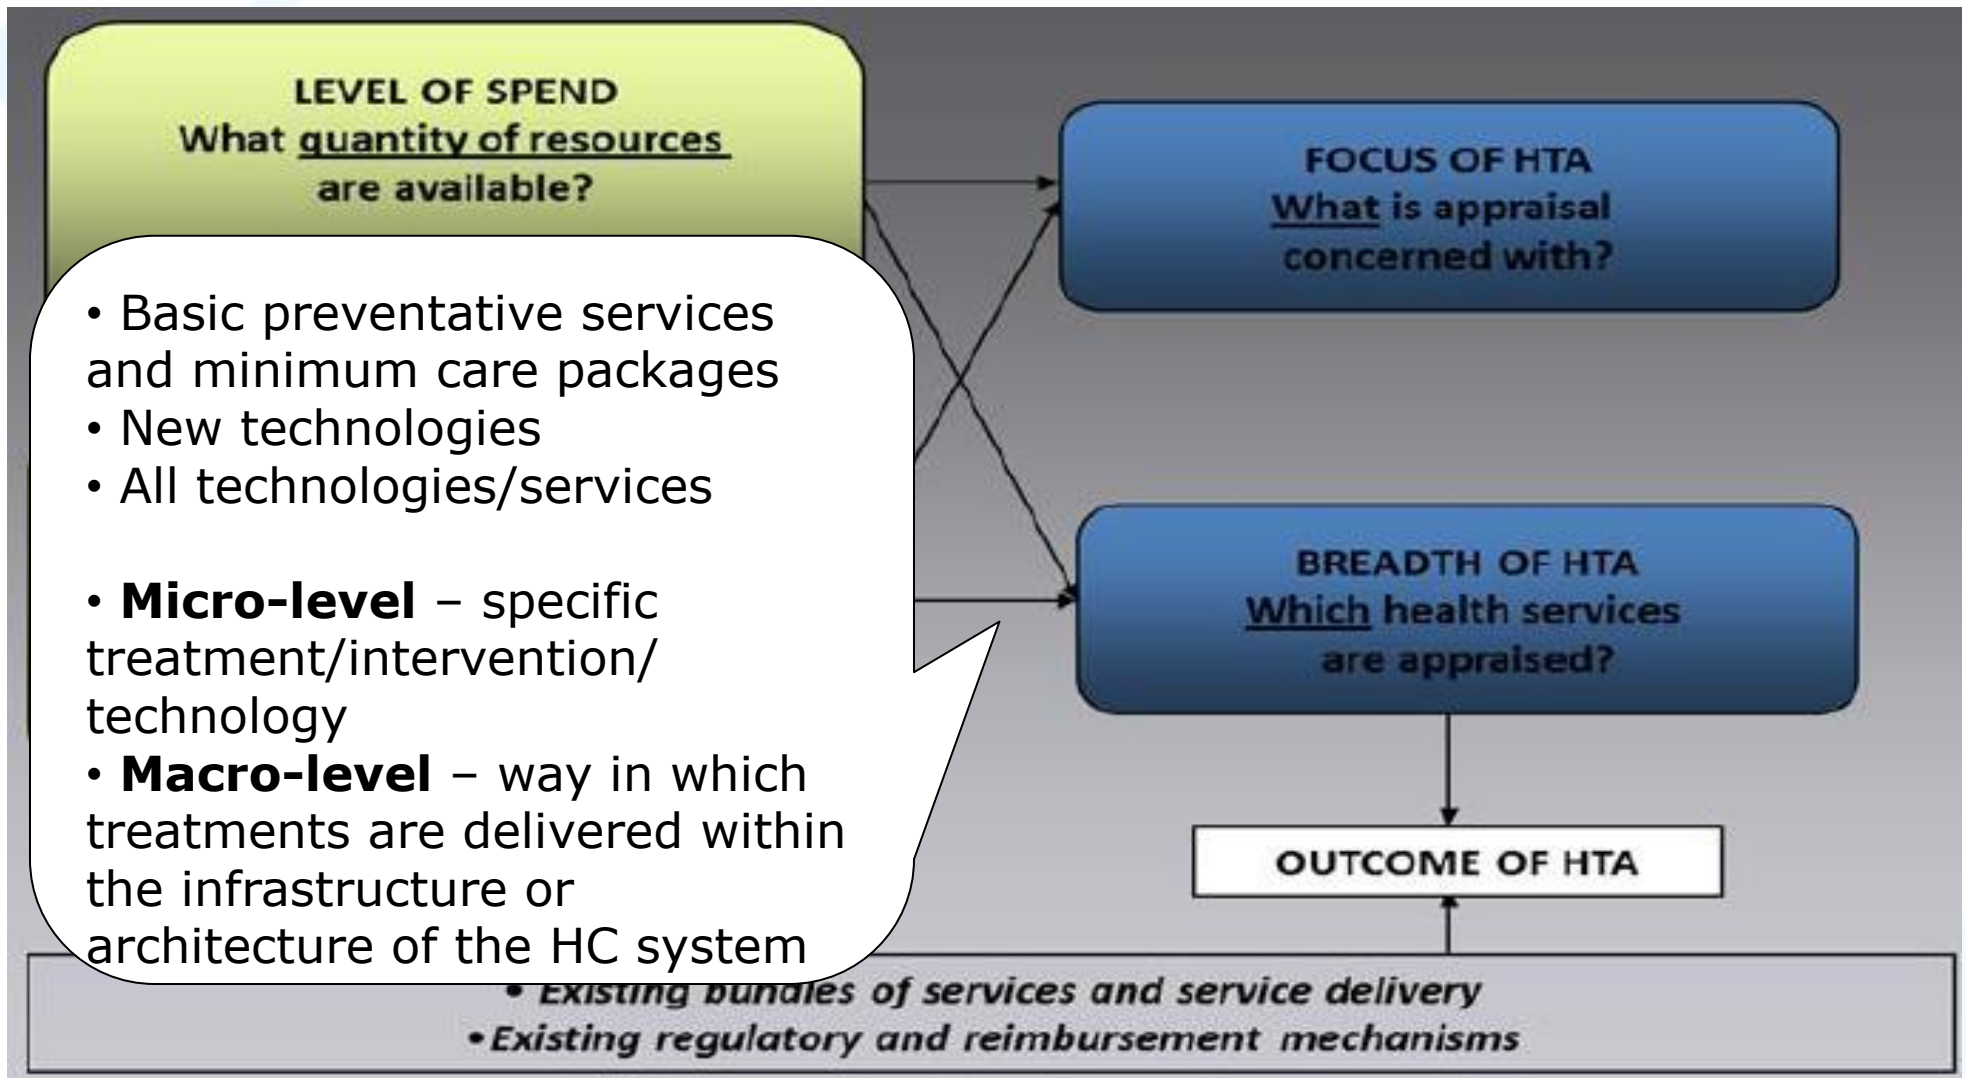 LEVEL OF SPEND
What quantity of resources
are available?
FOCUS OF HTA
What is appraisal
concerned with?
• Basic preventative services
and minimum care packages
• New technologies
• All technologies/services
• Micro-level – specific
treatment/intervention/
technology
• Macro-level – way in which
treatments are delivered within
the infrastructure or
architecture of the HC system
BREADTH OF HTA
Which health services
are appraised?
OUTCOME OF HTA
• Existing bundles of services and service delivery
•Existing regulatory and reimbursement mechanisms